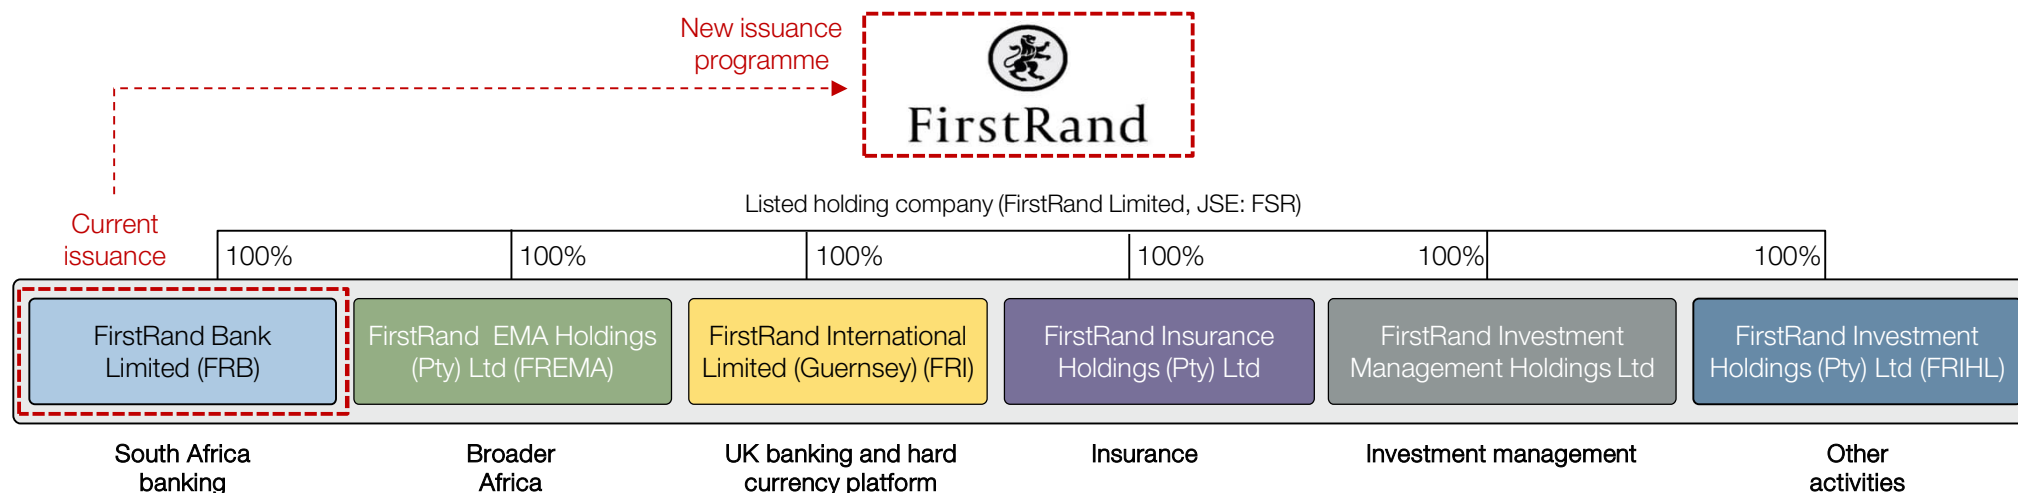 New issuance
programme
FirstRand
Listed holding company (FirstRand Limited, JSE: FSR)
Current
issuance
100%
100%
100%
100%
100%
100%
FirstRand Bank
Limited (FRB)
FirstRand EMA Holdings
(Pty) Ltd (FREMA)
FirstRand International
Limited (Guernsey) (FRI)
FirstRand Insurance
Holdings (Pty) Ltd
FirstRand Investment
Management Holdings Ltd
FirstRand Investment
Holdings (Pty) Ltd (FRIHL)
South Africa
banking
Broader
Africa
UK banking and hard
currency platform
Insurance
Investment management
Other
activities